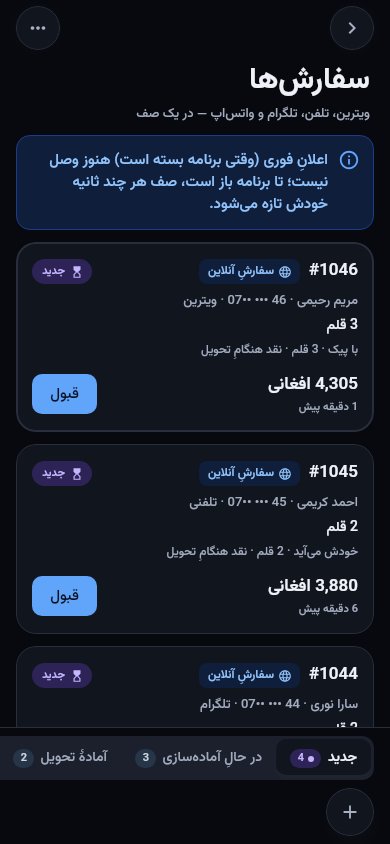 سفارش‌ها
ویترین، تلفن، تلگرام و واتس‌اپ — در یک صف
اعلانِ فوری (وقتی برنامه بسته است) هنوز وصل
نیست؛ تا برنامه باز است، صف هر چند ثانیه
خودش تازه می‌شود.
#1046 سفارشِ آنلاین جدید
مریم رحیمی · 07•• ••• 46 · ویترین
3 قلم
با پیک · 3 قلم · نقد هنگامِ تحویل
4,305 افغانی
1 دقیقه پیش
قبول
#1045 سفارشِ آنلاین جدید
احمد کریمی · 07•• ••• 45 · تلفنی
2 قلم
خودش می‌آید · 2 قلم · نقد هنگامِ تحویل
3,880 افغانی
6 دقیقه پیش
قبول
#1044 سفارشِ آنلاین جدید
سارا نوری · 07•• ••• 44 · تلگرام
جدید 4 در حالِ آماده‌سازی 3 آمادهٔ تحویل 2